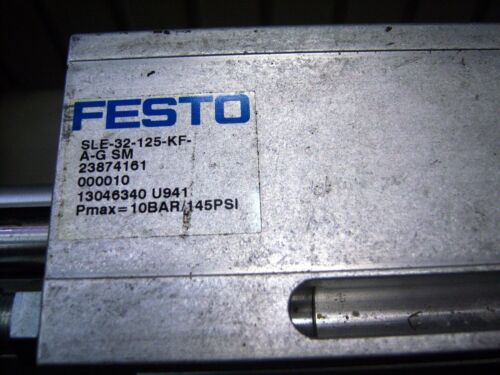 FESTO
SLE-32-125-KF-
A-G SM
23874161
000010
13046340 U941
Pmax=10BAR/145PSI